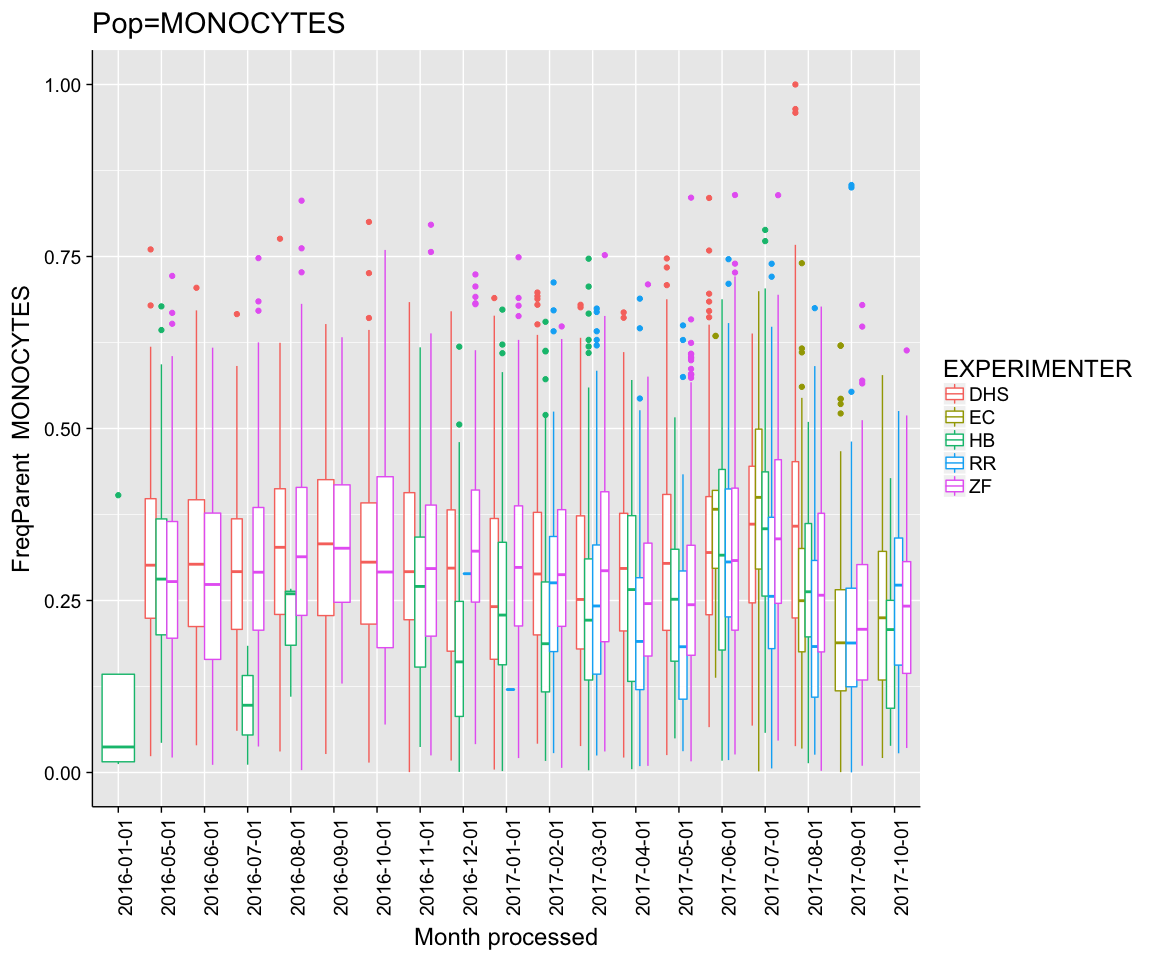 Pop=MONOCYTES
FreqParent  MONOCYTES
1.00
0.75
0.50
0.25
0.00
2016-01-01
2016-05-01
2016-06-01
2016-07-01
2016-08-01
2016-09-01
2016-10-01
2016-11-01
2016-12-01
2017-01-01
2017-02-01
2017-03-01
2017-04-01
2017-05-01
2017-06-01
2017-07-01
2017-08-01
2017-09-01
2017-10-01
Month processed
EXPERIMENTER
DHS
EC
HB
RR
ZF